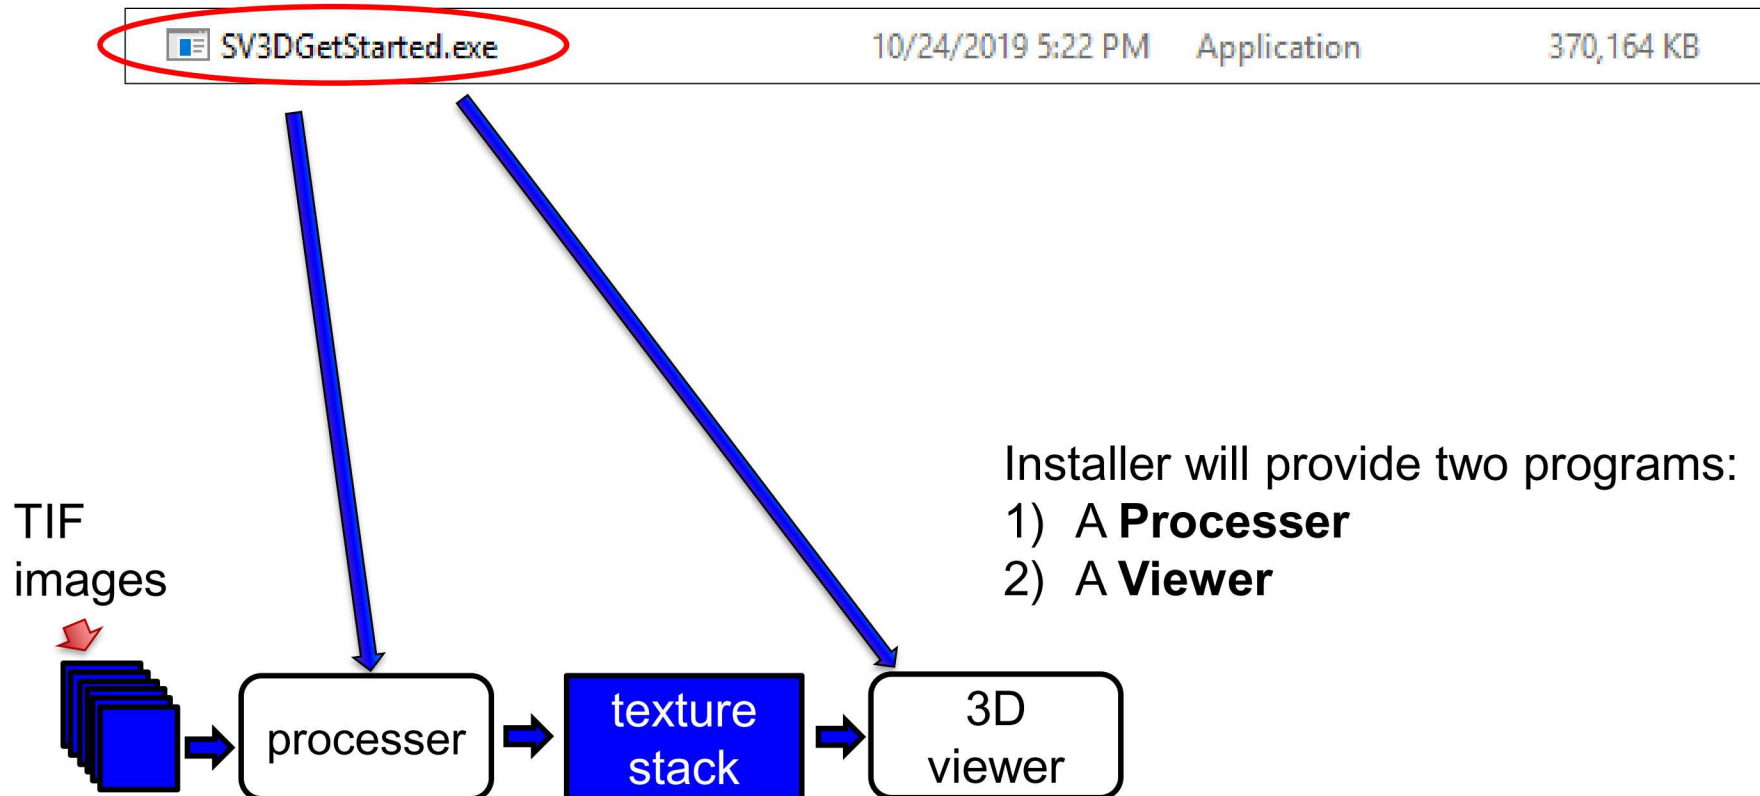 SV3DGetStarted.exe 10/24/2019 5:22 PM Application 370,164 KB
Installer will provide two programs:
1) A Processer
2) A Viewer
TIF
images
processer
texture
stack
3D
viewer